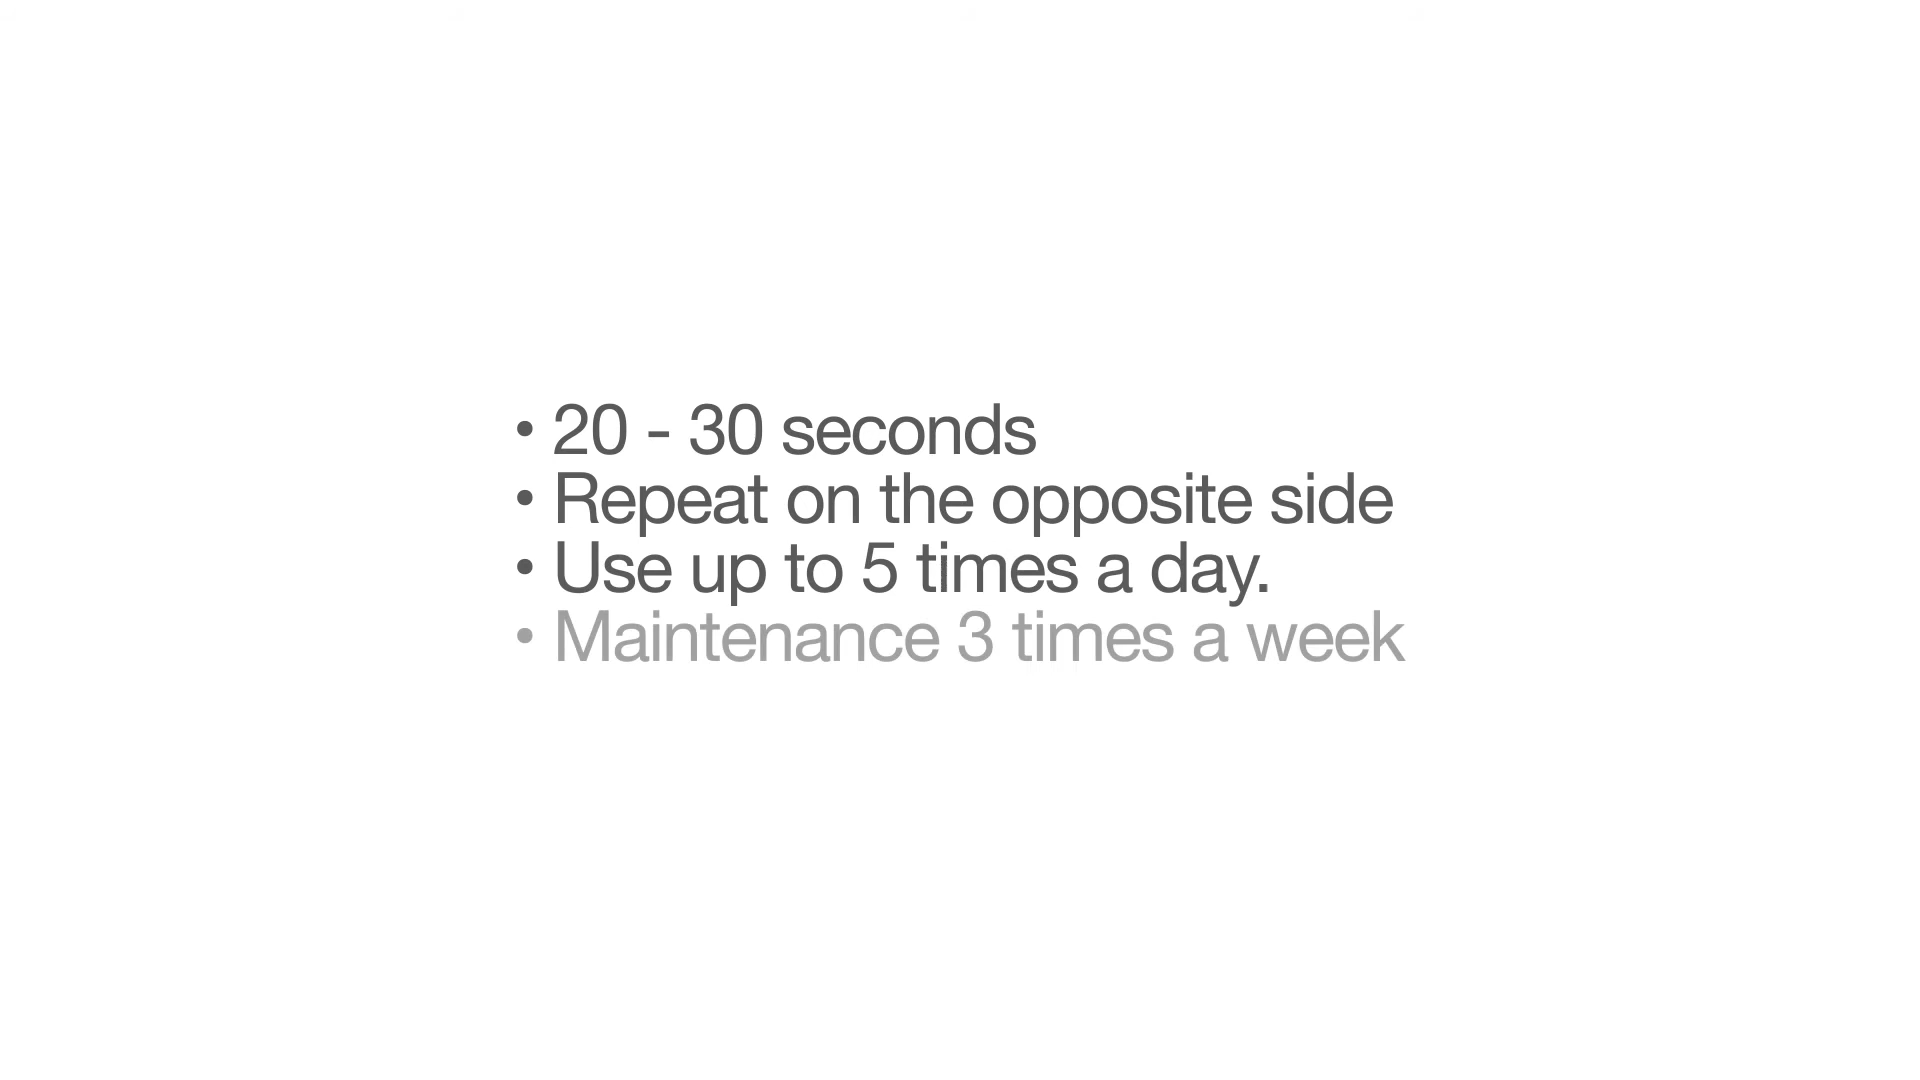 • 20 - 30 seconds
• Repeat on the opposite side
• Use up to 5 times a day.
• Maintenance 3 times a week